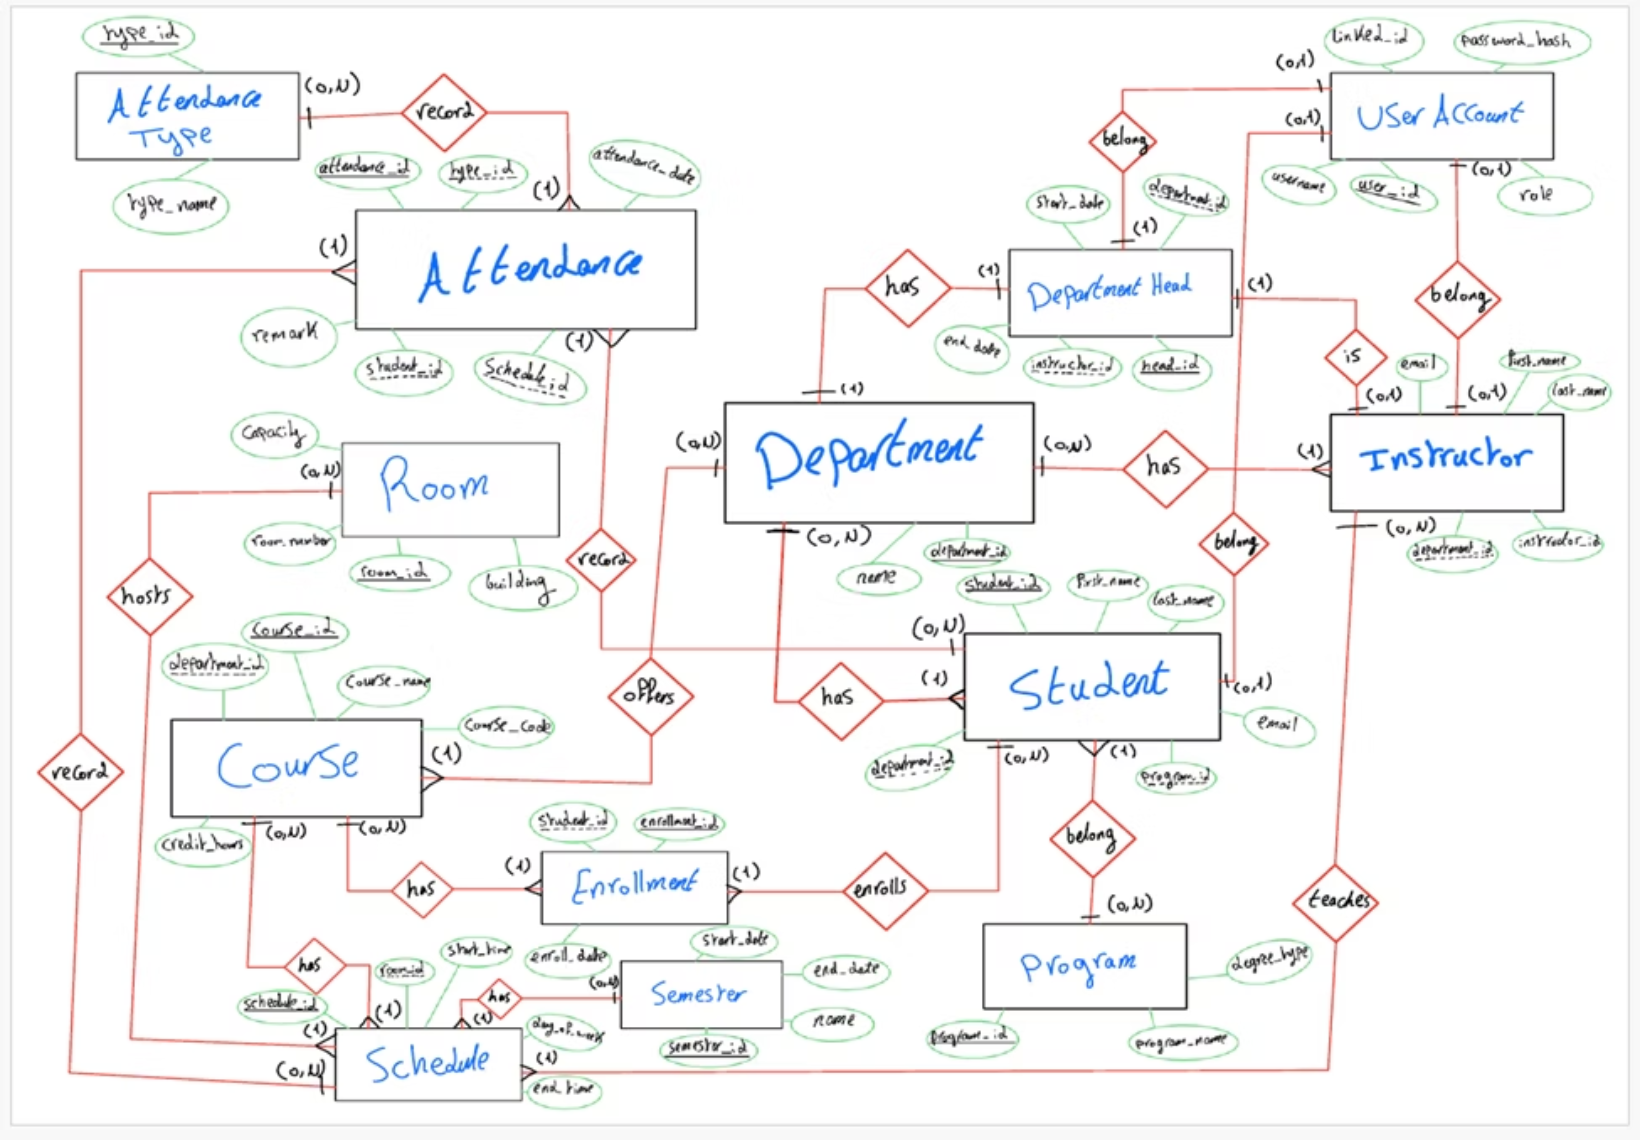 type_id
Attendance
Type
(0,N)
record
type_name
attendance_id
type_id
attendance_date
(1)
(1)
Attendance
remark
student_id
Schedule_id
(1)
linked_id
password_hash
(0,1)
User Account
(0,1)
belong
username
user_id
(0,1)
role
start_date
department_id
(1)
has
(1)
Department Head
(1)
end_date
instructor_id
head_id
belong
is
email
first_name
last_name
(0,1)
(0,1)
(1)
Capacity
(0,N)
Room
room_number
room_id
building
hosts
record
(0,N)
Department
(0,N)
has
(1)
Instructor
(0,N)
name
department_id
(0,N)
department_id
instructor_id
belong
student_id
first_name
last_name
(0,N)
Student
(0,1)
email
offers
has
(1)
department_id
(0,N)
(1)
program_id
Course_id
department_id
Course_name
Course_Code
(1)
Course
record
credit_hours
(0,N)
(0,N)
student_id
enrollment_id
has
(1)
Enrollment
(1)
enrolls
enroll_date
belong
(0,N)
Program
degree_type
program_id
program_name
teaches
has
start_time
room_id
schedule_id
(1)
(1)
has
(1)
(0,N)
start_date
Semester
end_date
name
semester_id
day_of_week
Schedule
(0,N)
(1)
end_time